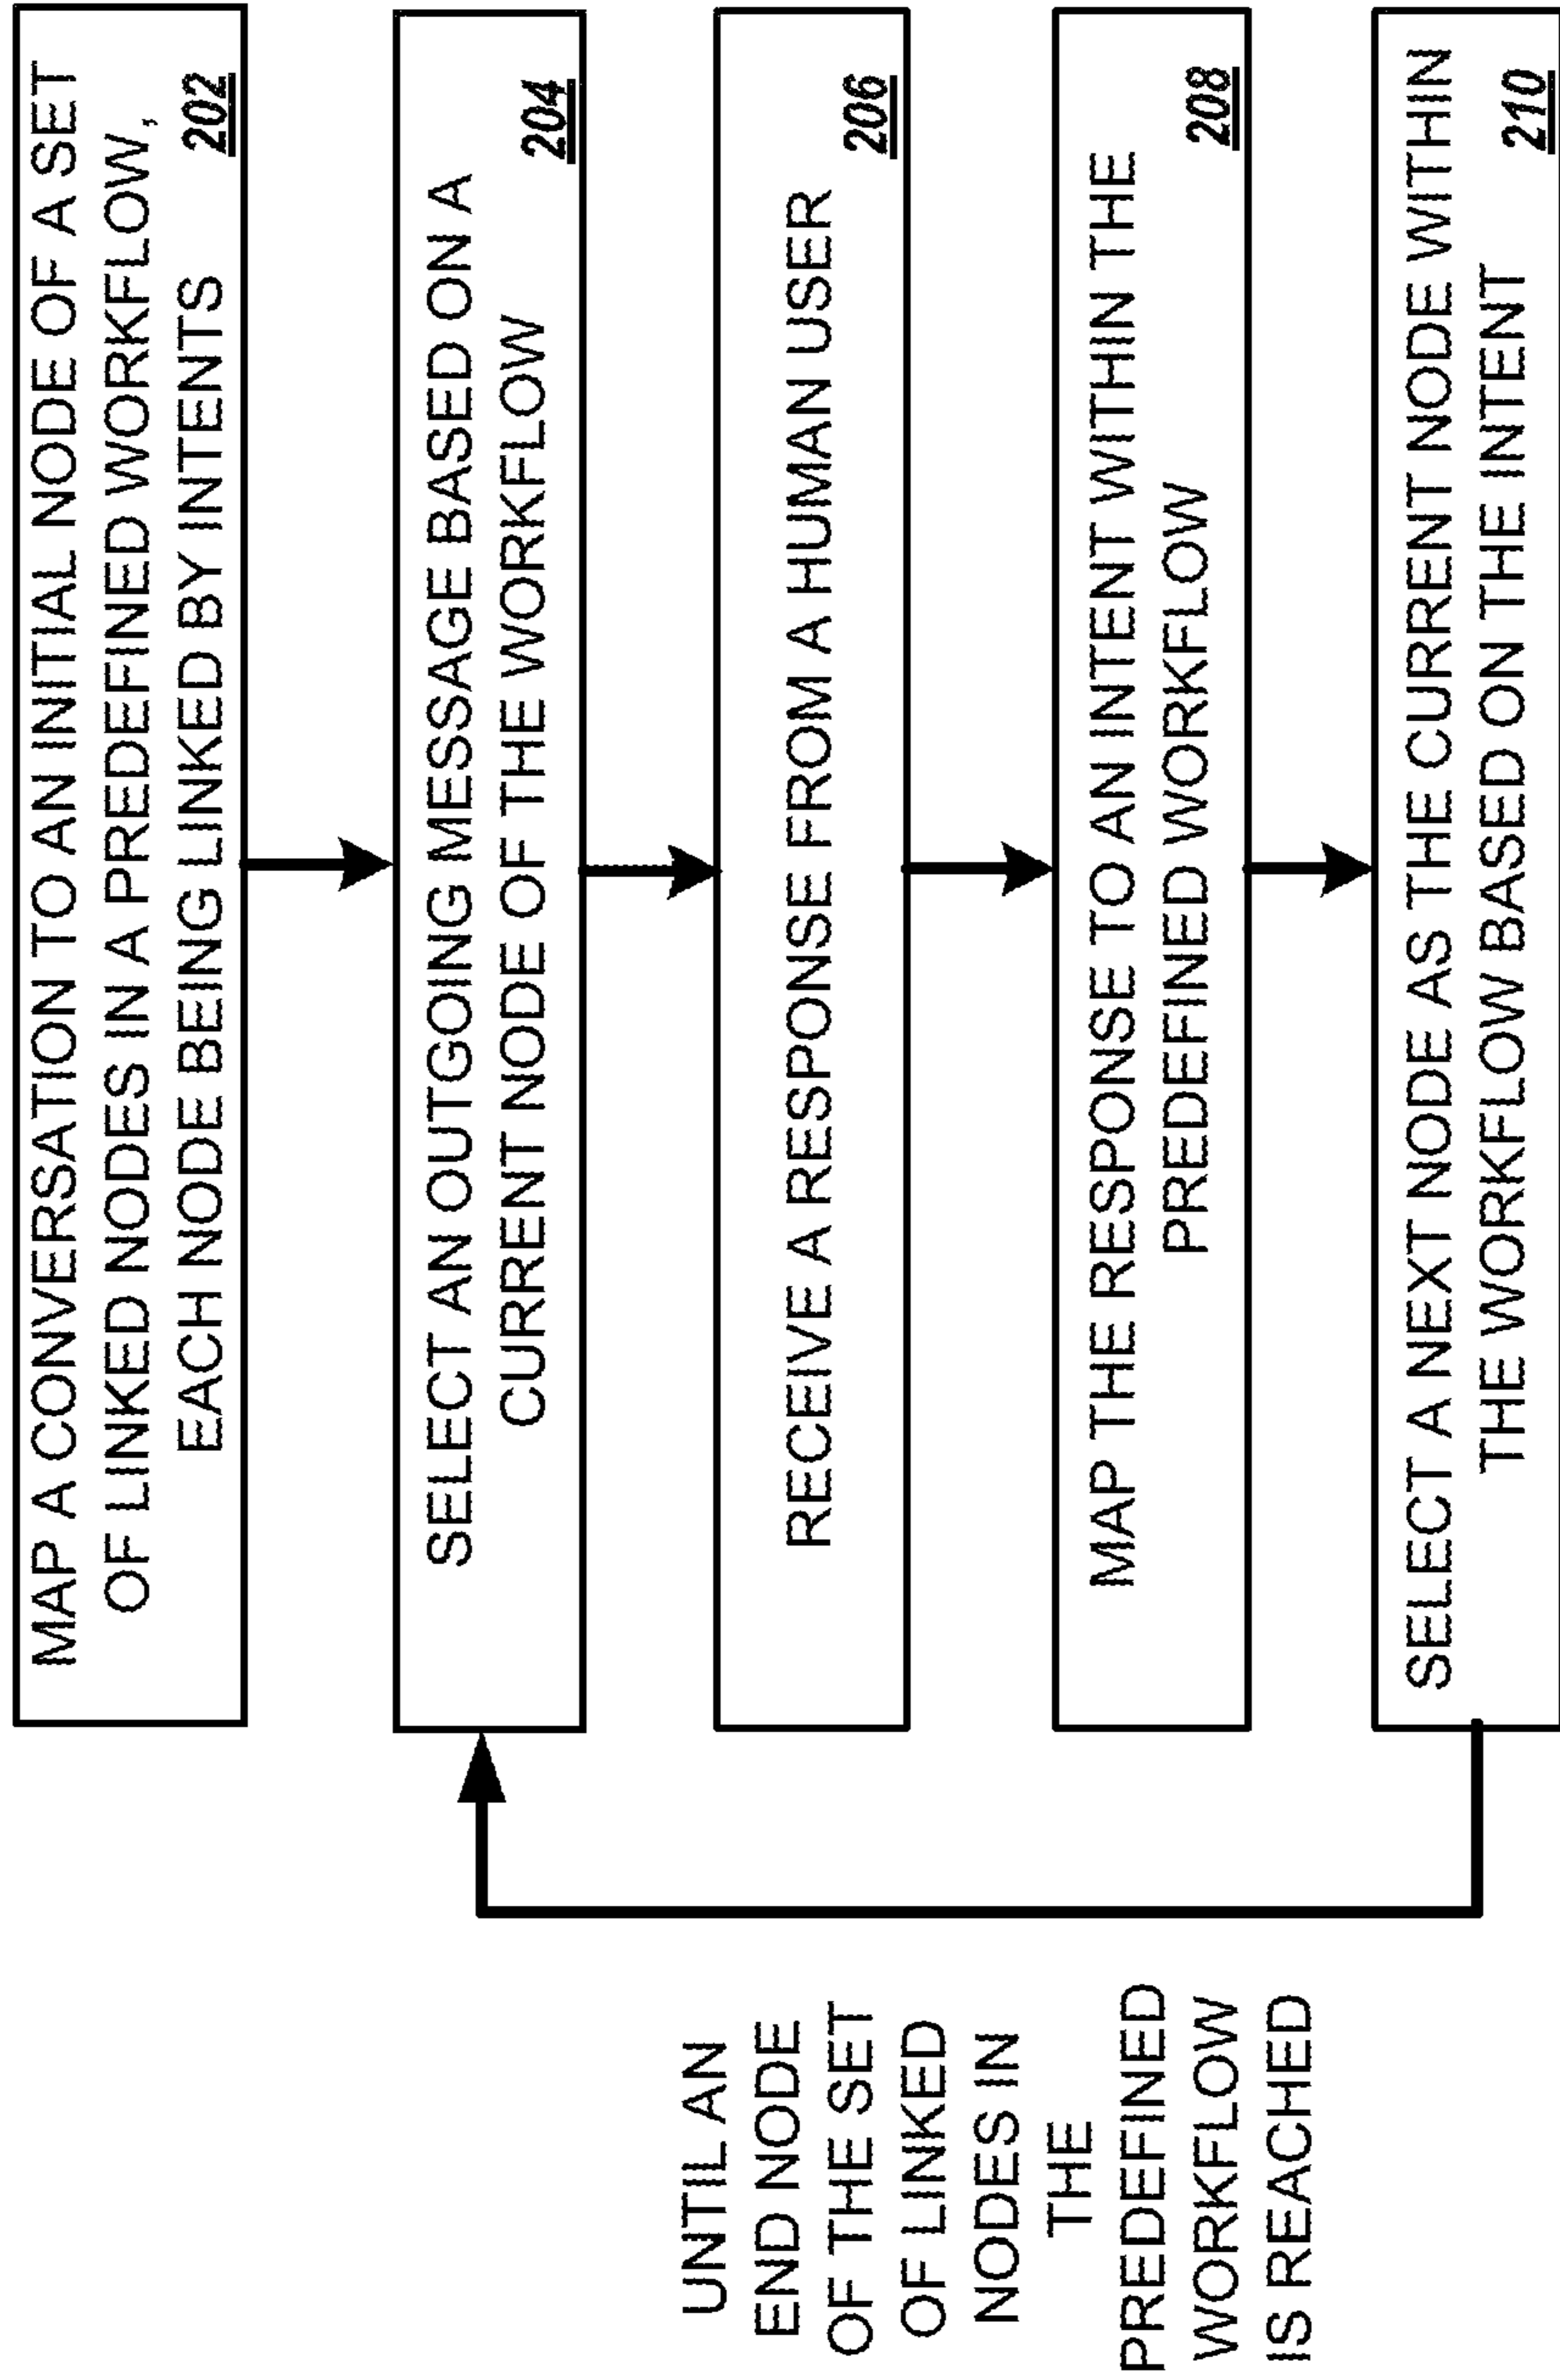 MAP A CONVERSATION TO AN INITIAL NODE OF A SET
OF LINKED NODES IN A PREDEFINED WORKFLOW,
EACH NODE BEING LINKED BY INTENTS 202
SELECT AN OUTGOING MESSAGE BASED ON A
CURRENT NODE OF THE WORKFLOW 204
RECEIVE A RESPONSE FROM A HUMAN USER
206
MAP THE RESPONSE TO AN INTENT WITHIN THE
PREDEFINED WORKFLOW 208
SELECT A NEXT NODE AS THE CURRENT NODE WITHIN
THE WORKFLOW BASED ON THE INTENT 210
UNTIL AN
END NODE
OF THE SET
OF LINKED
NODES IN
THE
PREDEFINED
WORKFLOW
IS REACHED